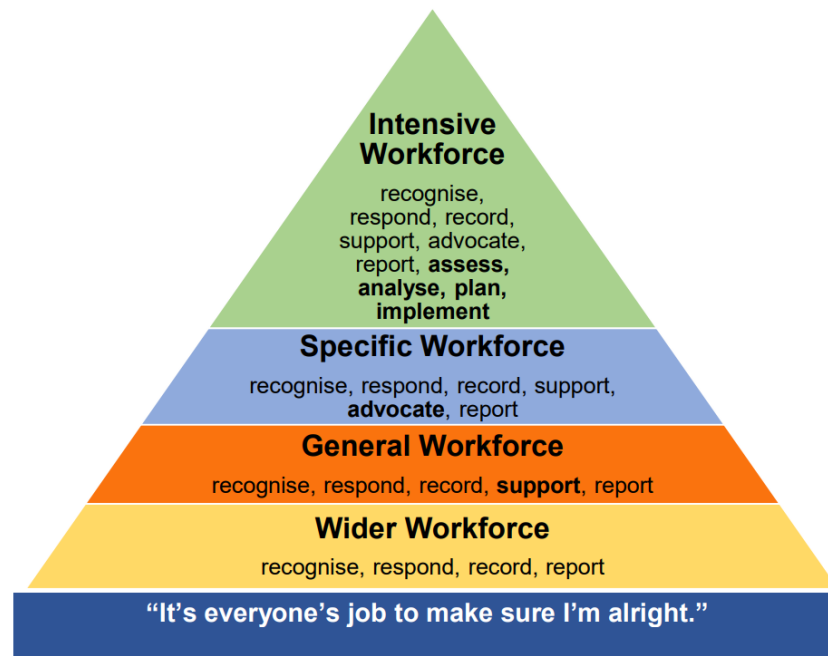 Intensive
Workforce
recognise,
respond, record,
support, advocate,
report, assess,
analyse, plan,
implement
Specific Workforce
recognise, respond, record, support,
advocate, report
General Workforce
recognise, respond, record, support, report
Wider Workforce
recognise, respond, record, report
“It’s everyone’s job to make sure I’m alright.”